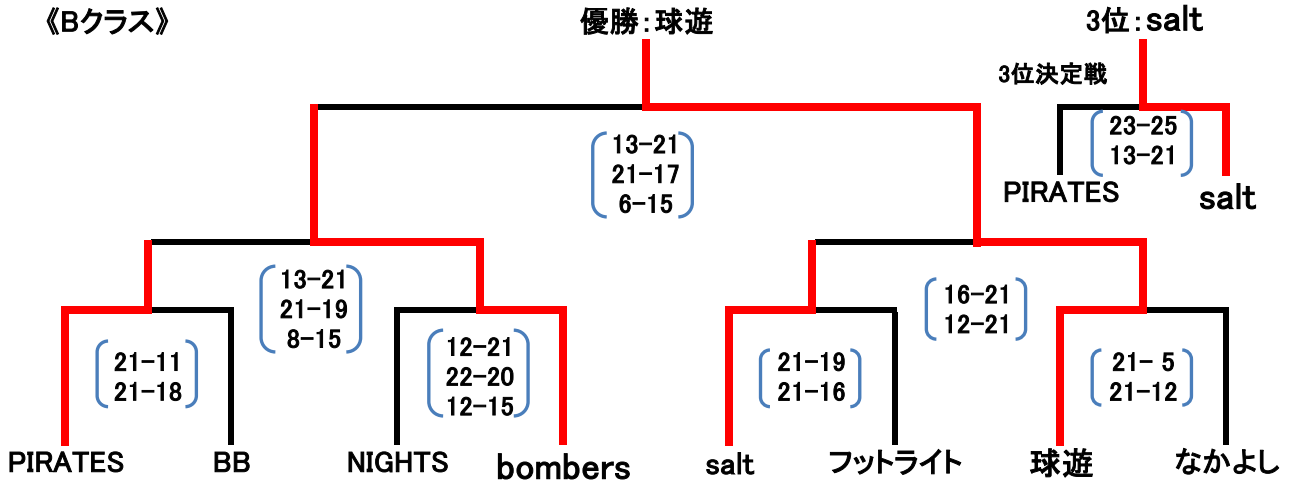 《Bクラス》
優勝：球遊
3位：salt
3位決定戦
23-25
13-21
PIRATES
salt
13-21
21-17
6-15
13-21
21-19
8-15
16-21
12-21
21-11
21-18
12-21
22-20
12-15
21-19
21-16
21- 5
21-12
PIRATES
BB
NIGHTS
bombers
salt
フットライト
球遊
なかよし